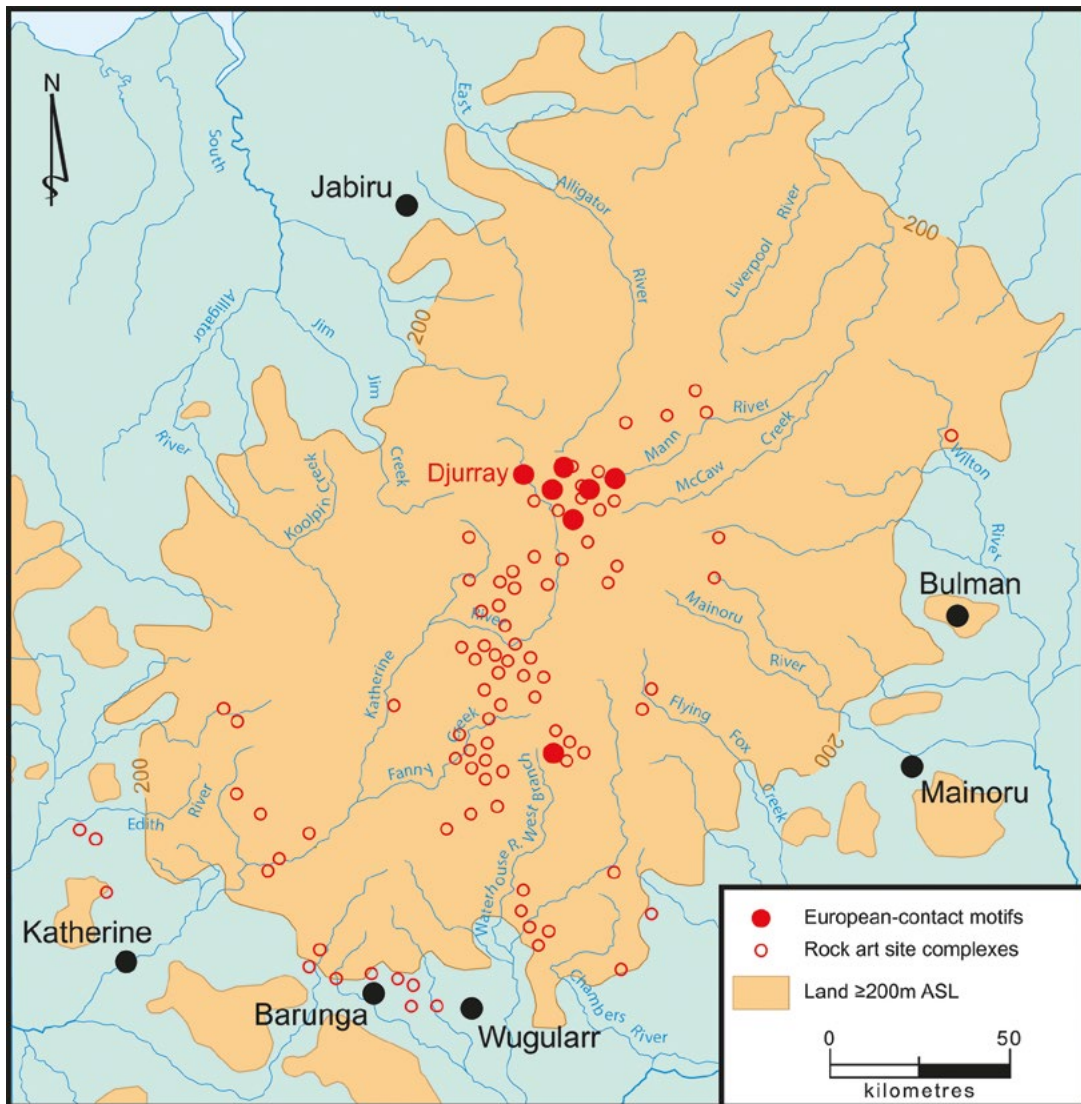 N
South
East
Jabiru
Alligator
River
Liverpool
River
200
Alligator
Jim
Jim
Creek
200
River
Koolpin Creek
Djurray
Mann
River
McCaw
Creek
Wilton
River
Bulman
River
Katherine
Mainoru
River
Flying
Fox
Creek
Fanny
Creek
200
Mainoru
200
Edith
River
Waterhouse R. West Branch
Katherine
Barunga
Wugularr
Chambers
River
European-contact motifs
Rock art site complexes
Land ≥200m ASL
0 50
kilometres